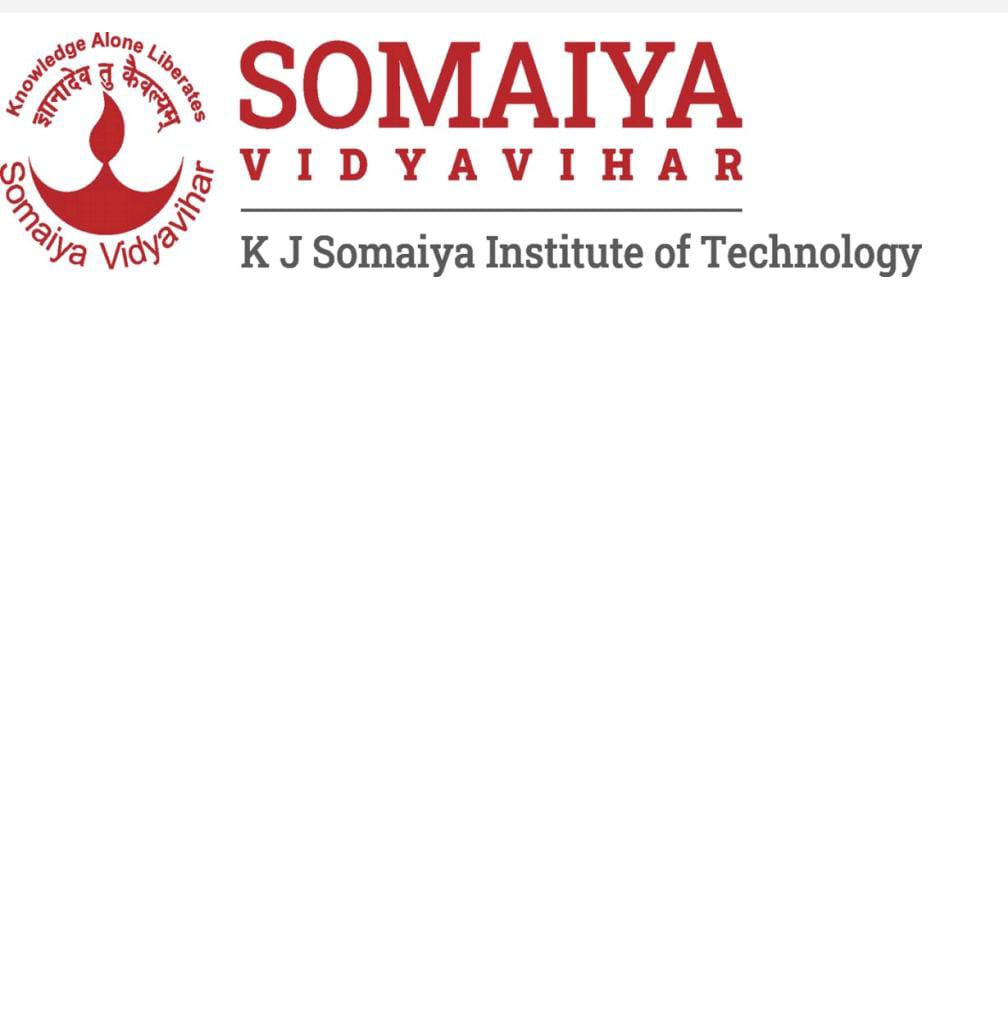 Knowledge Alone Liberates
ज्ञानादेव तु कैवल्यम्
Somaiya Vidyavihar
SOMAIYA
VIDYAVIHAR
K J Somaiya Institute of Technology